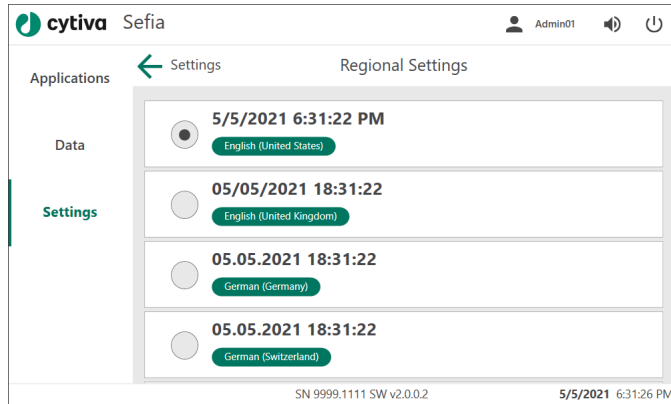 cytiva Sefia Admin01
Applications
Data
Settings
Settings Regional Settings
5/5/2021 6:31:22 PM
English (United States)
05/05/2021 18:31:22
English (United Kingdom)
05.05.2021 18:31:22
German (Germany)
05.05.2021 18:31:22
German (Switzerland)
SN 9999.1111 SW v2.0.0.2 5/5/2021 6:31:26 PM